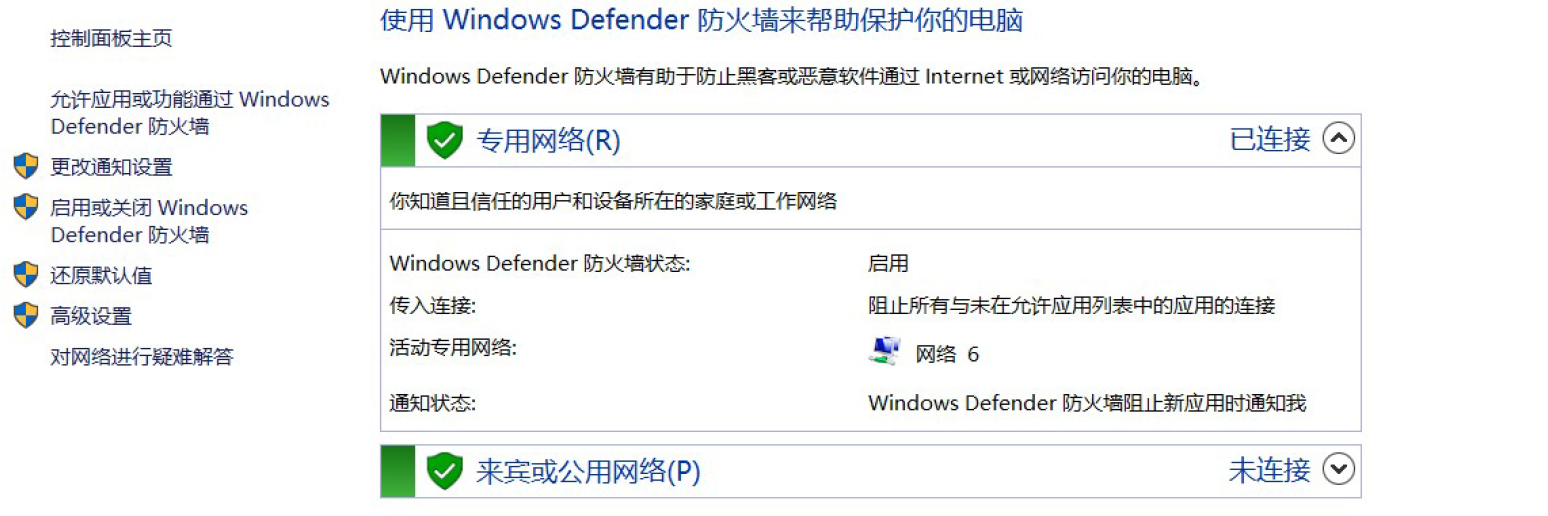 控制面板主页
允许应用或功能通过 Windows
Defender 防火墙
更改通知设置
启用或关闭 Windows
Defender 防火墙
还原默认值
高级设置
对网络进行疑难解答
使用 Windows Defender 防火墙来帮助保护你的电脑
Windows Defender 防火墙有助于防止黑客或恶意软件通过 Internet 或网络访问你的电脑。
专用网络(R) 已连接
你知道且信任的用户和设备所在的家庭或工作网络
Windows Defender 防火墙状态: 启用
传入连接: 阻止所有与未在允许应用列表中的应用的连接
活动专用网络: 网络 6
通知状态: Windows Defender 防火墙阻止新应用时通知我
来宾或公用网络(P) 未连接